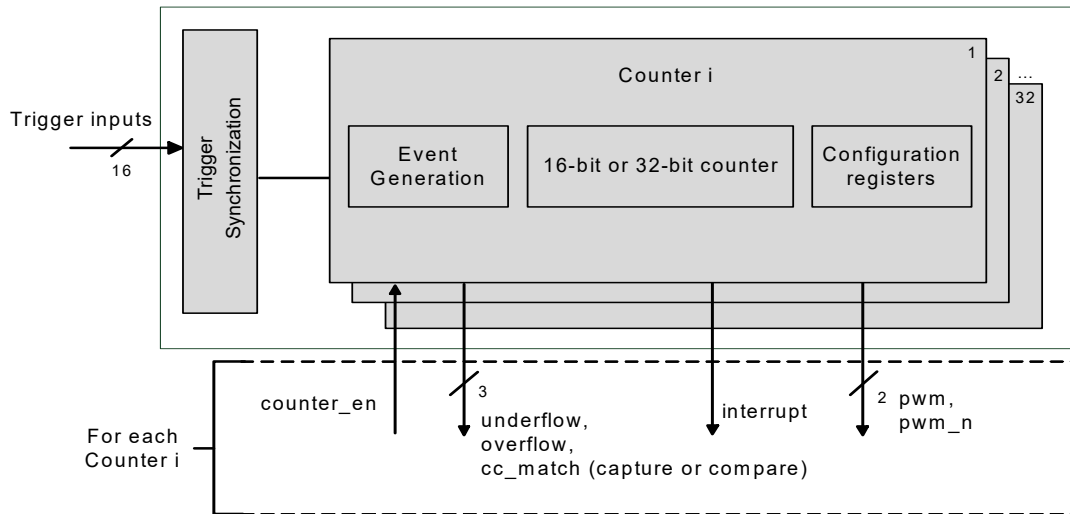 1
Counter i
2
...
32
Trigger inputs
16
Trigger
Synchronization
Event
Generation
16-bit or 32-bit counter
Configuration
registers
For each
Counter i
counter_en
3
underflow,
overflow,
cc_match (capture or compare)
interrupt
2
pwm,
pwm_n